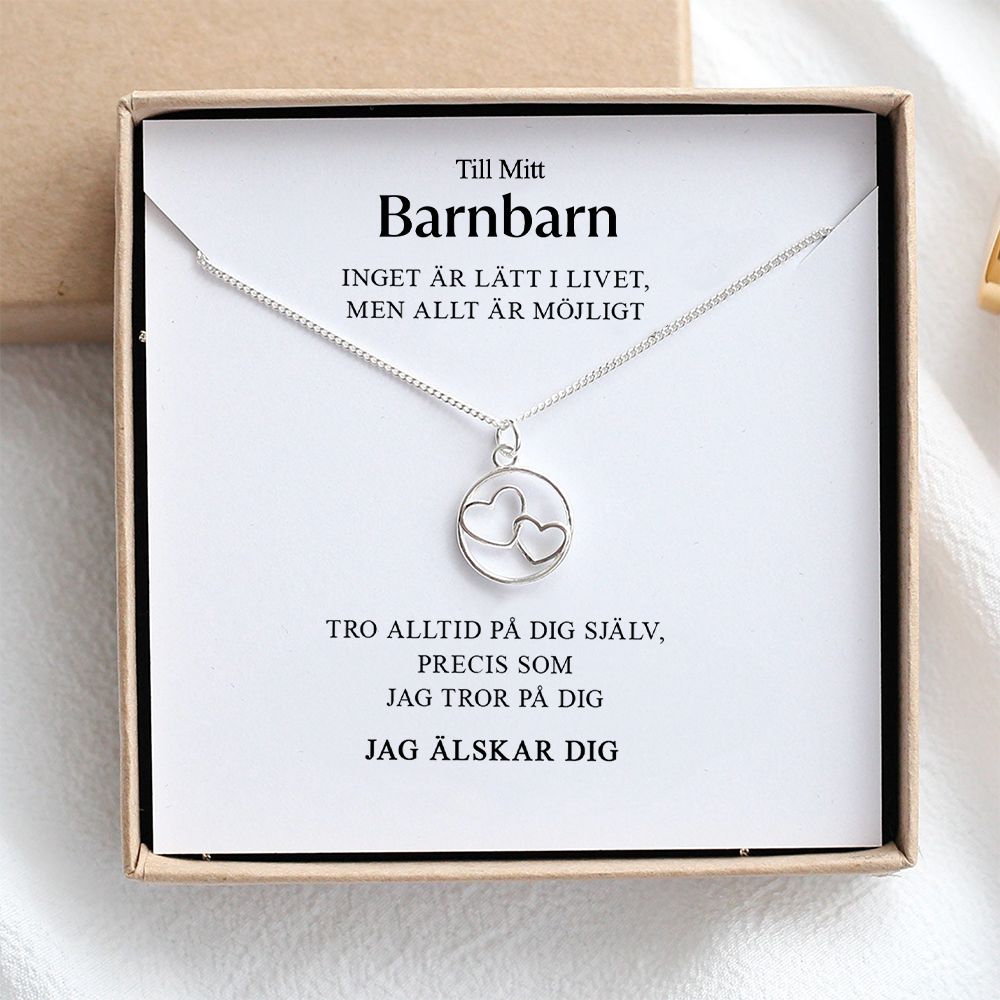 Till Mitt
Barnbarn
INGET ÄR LÄTT I LIVET,
MEN ALLT ÄR MÖJLIGT
TRO ALLTID PÅ DIG SJÄLV,
PRECIS SOM
JAG TROR PÅ DIG
JAG ÄLSKAR DIG